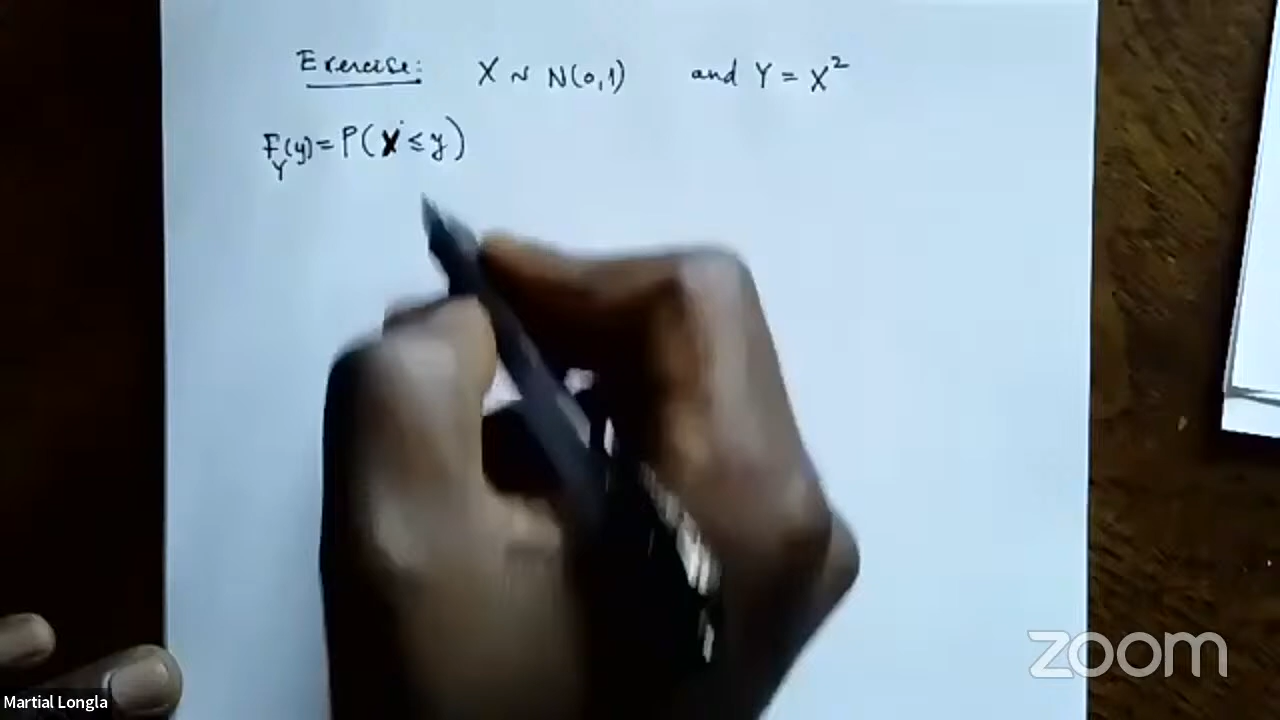 Exercise: X ~ N(0,1) and Y = X²
F_Y(y) = P(X ≤ y)
zoom
Martial Longla